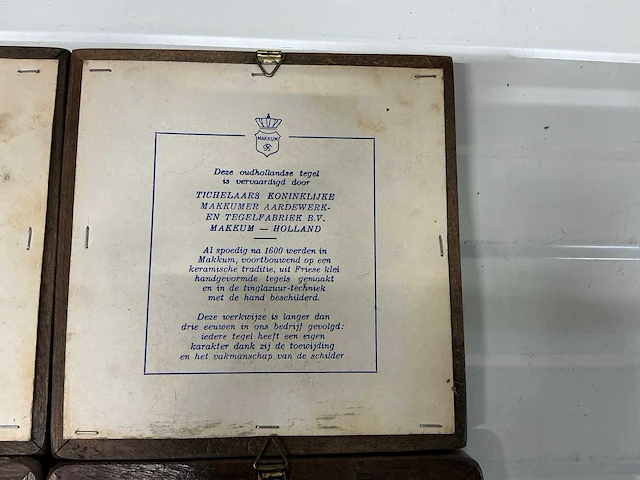 MAKKUM
Deze oudhollandse tegel
is vervaardigd door
TICHELAARS KONINKLIJKE
MAKKUMER AARDEWERK-
EN TEGELFABRIEK B.V.
MAKKUM — HOLLAND
Al spoedig na 1600 werden in
Makkum, voortbouwend op een
keramische traditie, uit Friese klei
handgevormde tegels gemaakt
en in de tinglazuur-techniek
met de hand beschilderd.
Deze werkwijze is langer dan
drie eeuwen in ons bedrijf gevolgd:
iedere tegel heeft een eigen
karakter dank zij de toewijding
en het vakmanschap van de schilder